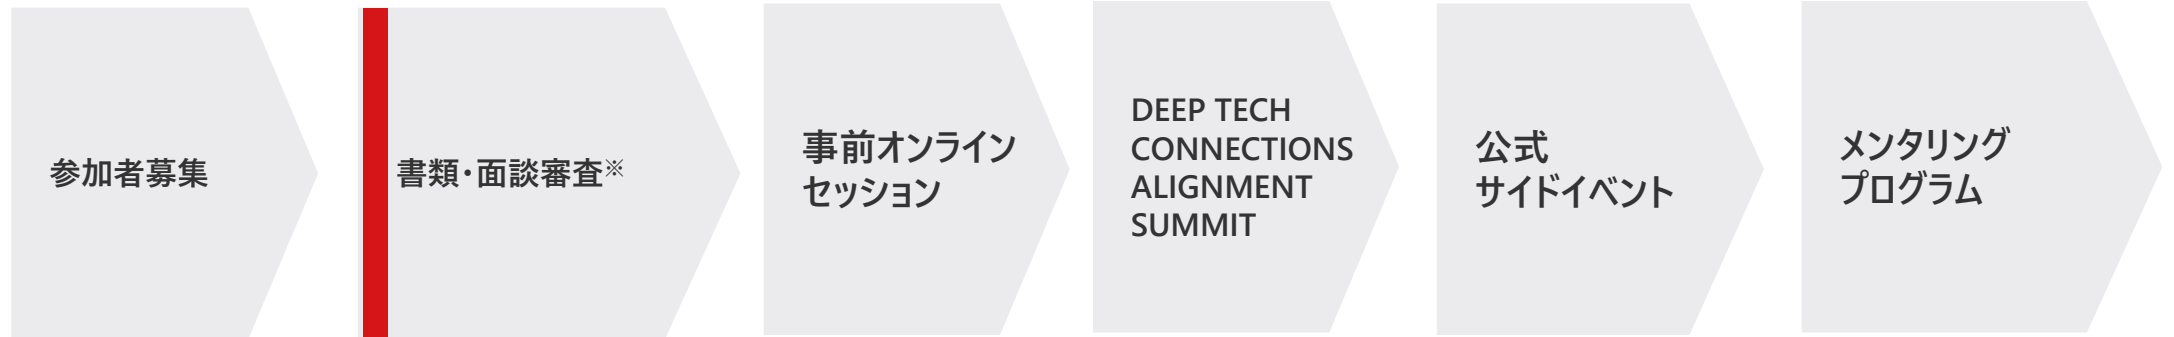 参加者募集
書類・面談審査※
事前オンライン
セッション
DEEP TECH
CONNECTIONS
ALIGNMENT
SUMMIT
公式
サイドイベント
メンタリング
プログラム